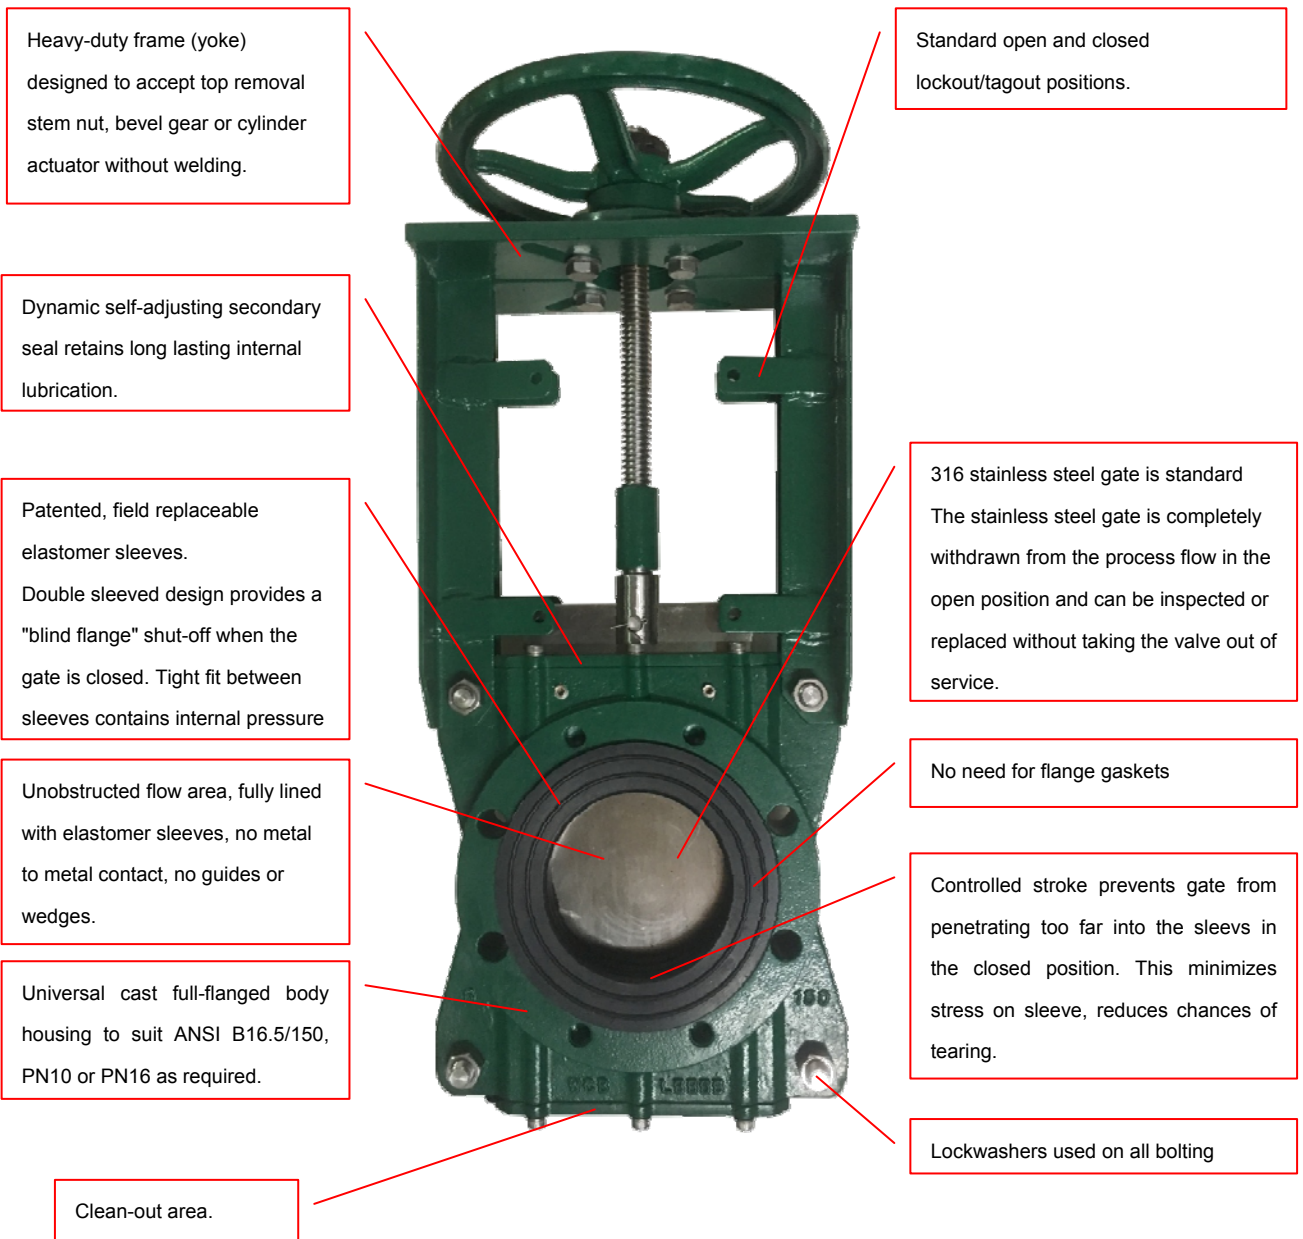 Heavy-duty frame (yoke)
designed to accept top removal
stem nut, bevel gear or cylinder
actuator without welding.
Standard open and closed
lockout/tagout positions.
Dynamic self-adjusting secondary
seal retains long lasting internal
lubrication.
Patented, field replaceable
elastomer sleeves.
Double sleeved design provides a
"blind flange" shut-off when the
gate is closed. Tight fit between
sleeves contains internal pressure
316 stainless steel gate is standard
The stainless steel gate is completely
withdrawn from the process flow in the
open position and can be inspected or
replaced without taking the valve out of
service.
Unobstructed flow area, fully lined
with elastomer sleeves, no metal
to metal contact, no guides or
wedges.
No need for flange gaskets
Controlled stroke prevents gate from
penetrating too far into the sleevs in
the closed position. This minimizes
stress on sleeve, reduces chances of
tearing.
Universal cast full-flanged body
housing to suit ANSI B16.5/150,
PN10 or PN16 as required.
150
WCB
Lockwashers used on all bolting
Clean-out area.